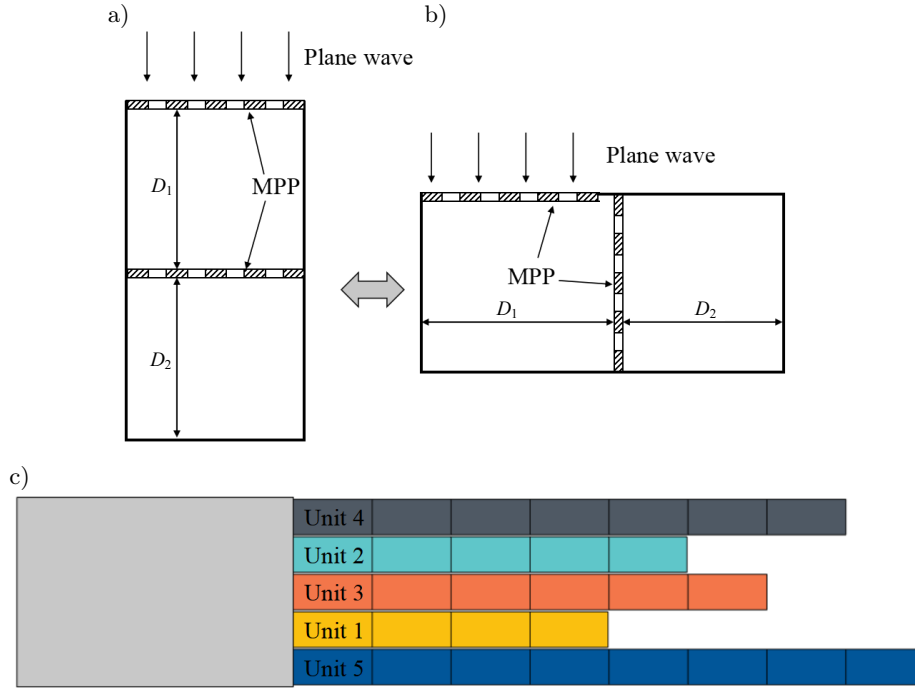 a)
Plane wave
D1
MPP
D2
b)
Plane wave
MPP
D1
D2
c)
Unit 4
Unit 2
Unit 3
Unit 1
Unit 5